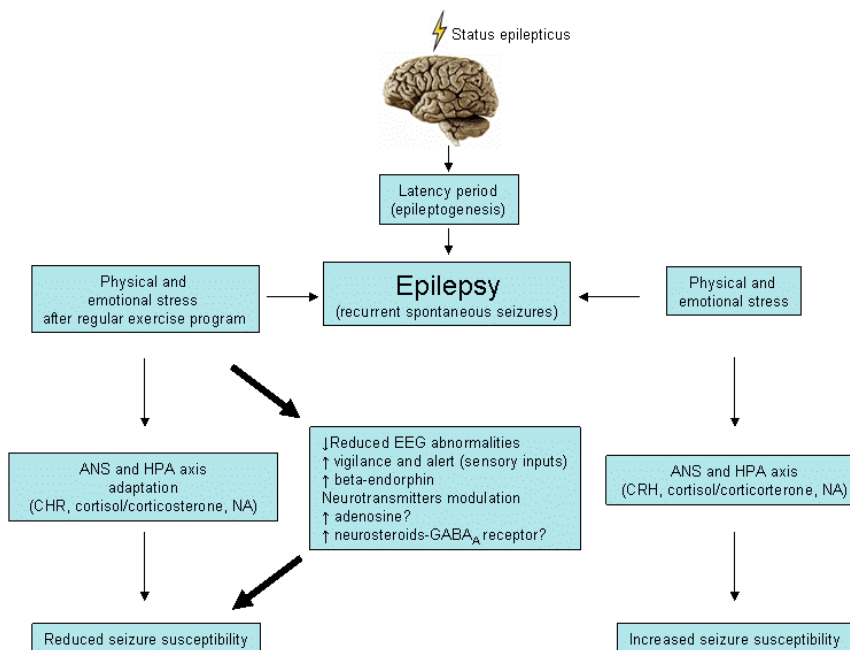 Status epilepticus
Latency period
(epileptogenesis)
Physical and
emotional stress
after regular exercise program
Epilepsy
(recurrent spontaneous seizures)
Physical and
emotional stress
↓Reduced EEG abnormalities
↑ vigilance and alert (sensory inputs)
↑ beta-endorphin
Neurotransmitters modulation
↑ adenosine?
↑ neurosteroids-GABA_A receptor?
ANS and HPA axis
adaptation
(CHR, cortisol/corticosterone, NA)
ANS and HPA axis
(CRH, cortisol/corticorterone, NA)
Reduced seizure susceptibility
Increased seizure susceptibility